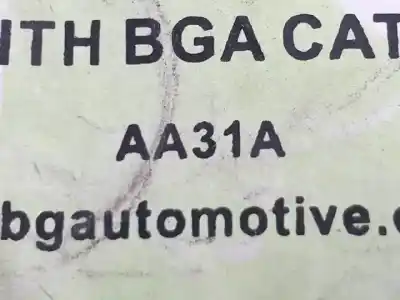 ITH BGA CAT
AA31A
bgautomotive.